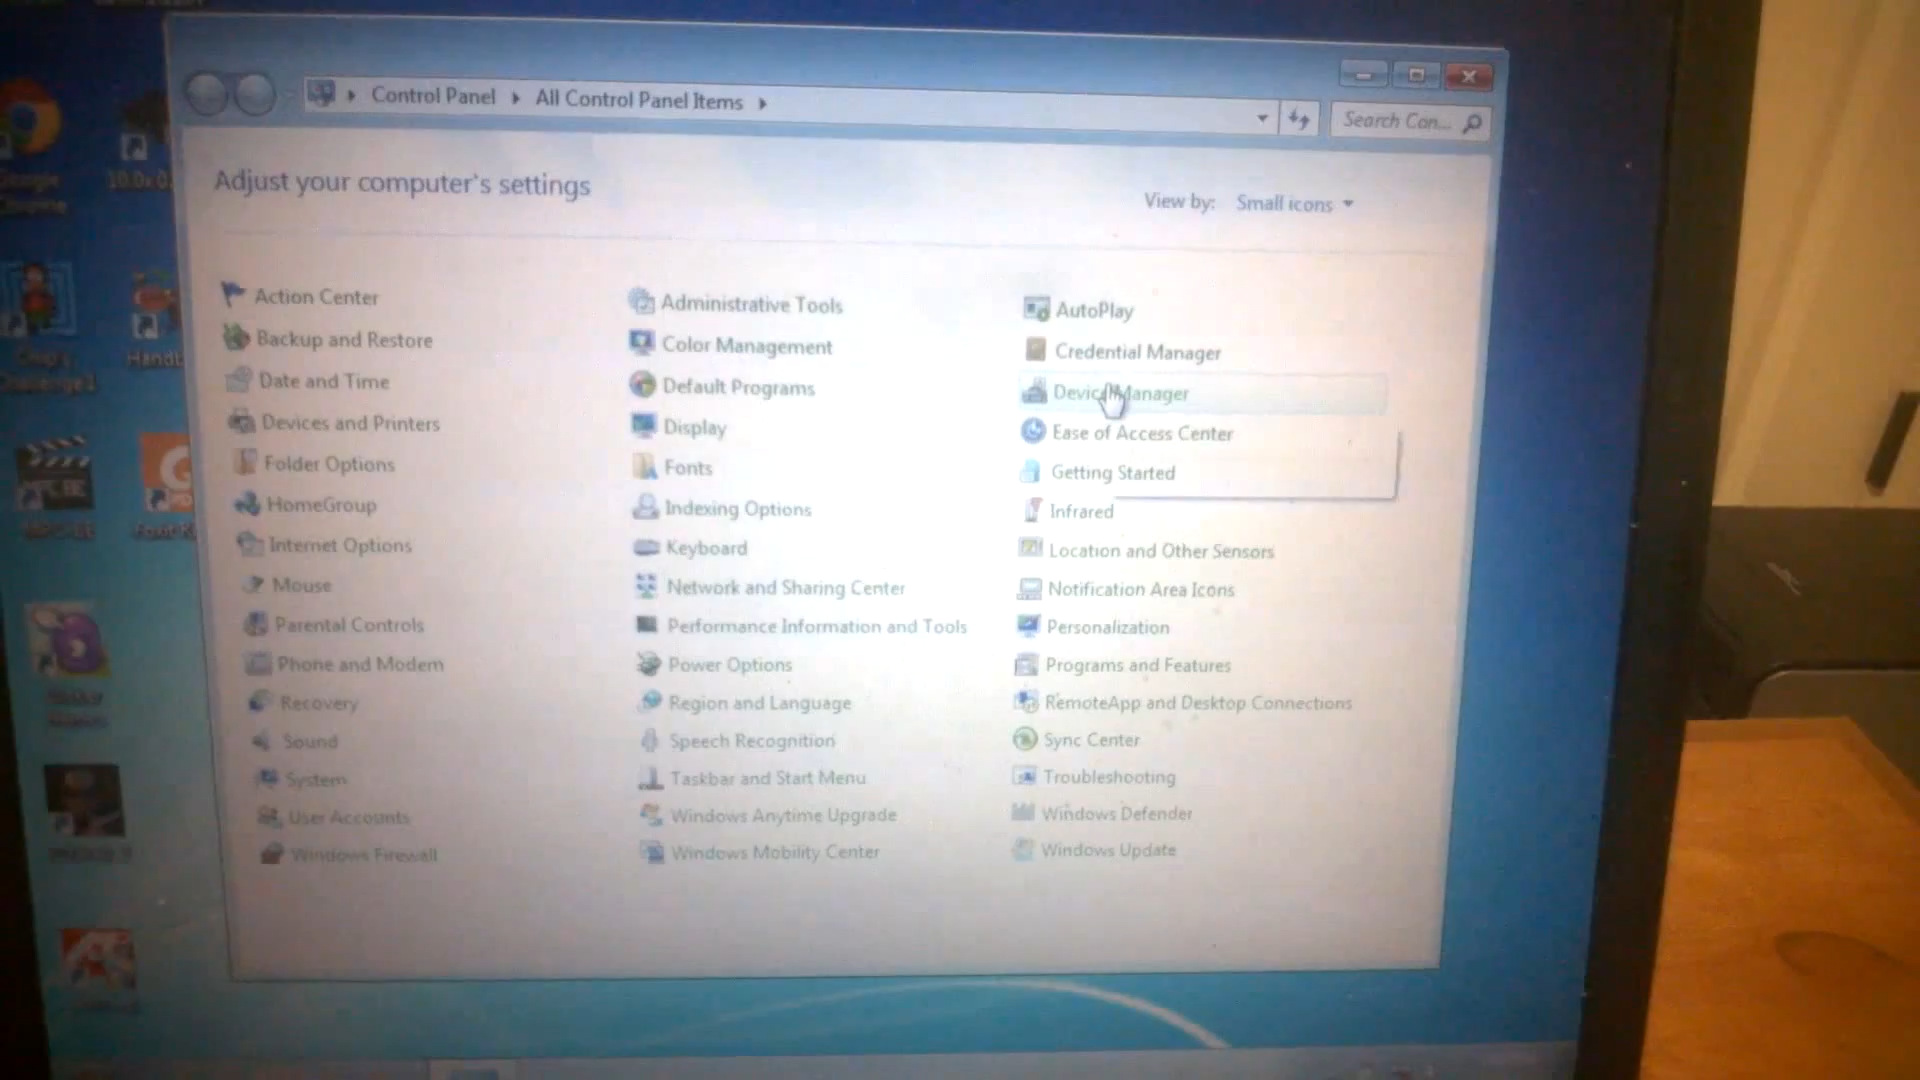 Control Panel
All Control Panel Items
Search Con...
Adjust your computer's settings
View by: Small icons
Action Center
Administrative Tools
AutoPlay
Backup and Restore
Color Management
Credential Manager
Date and Time
Default Programs
Device Manager
Devices and Printers
Display
Ease of Access Center
Folder Options
Fonts
Getting Started
HomeGroup
Indexing Options
Infrared
Internet Options
Keyboard
Location and Other Sensors
Mouse
Network and Sharing Center
Notification Area Icons
Parental Controls
Performance Information and Tools
Personalization
Phone and Modem
Power Options
Programs and Features
Recovery
Region and Language
RemoteApp and Desktop Connections
Sound
Speech Recognition
Sync Center
System
Taskbar and Start Menu
Troubleshooting
User Accounts
Windows Anytime Upgrade
Windows Defender
Windows Firewall
Windows Mobility Center
Windows Update
Google
Chrome
Chip's
Challenge
MPC-BE